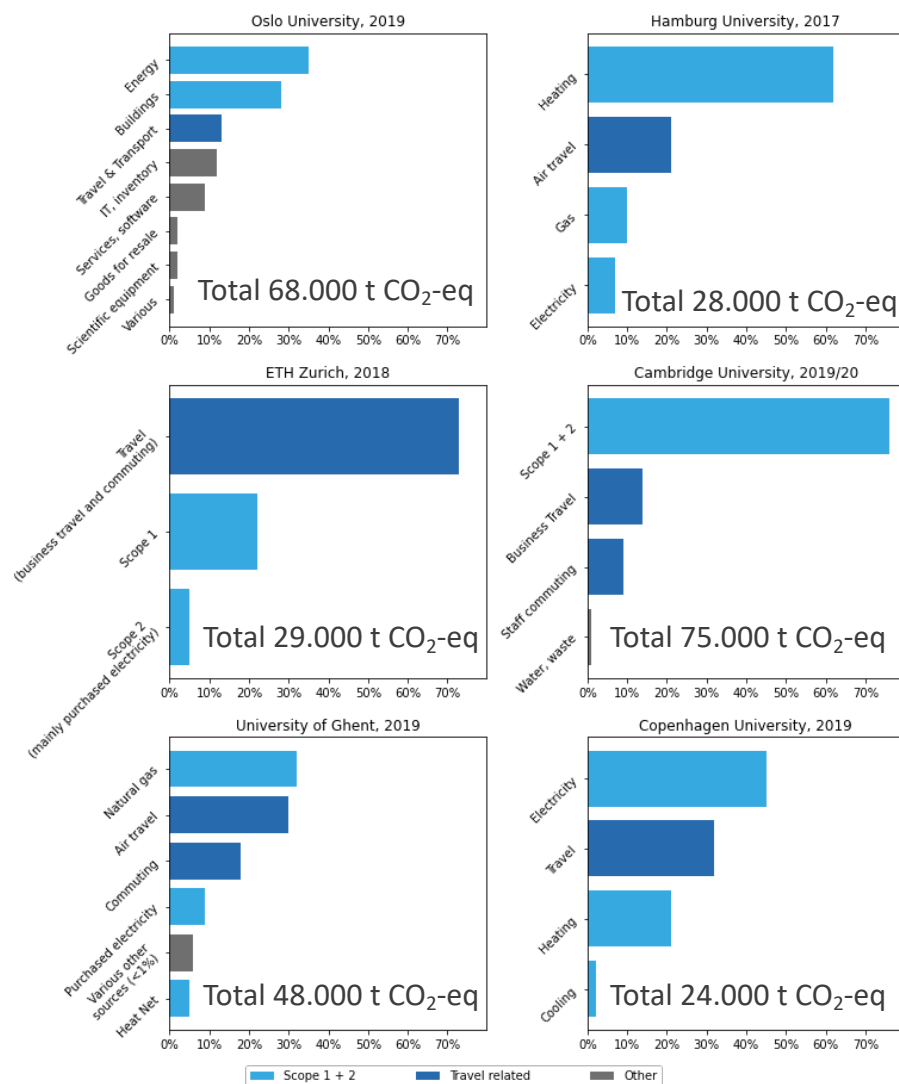 Oslo University, 2019
Energy
Buildings
Travel & Transport
IT, inventory
Services, software
Goods for resale
Scientific equipment
Various
Total 68.000 t CO₂-eq
0% 10% 20% 30% 40% 50% 60% 70%
Hamburg University, 2017
Heating
Air travel
Gas
Electricity
Total 28.000 t CO₂-eq
0% 10% 20% 30% 40% 50% 60% 70%
ETH Zurich, 2018
Travel
(business travel and commuting)
Scope 1
Scope 2
(mainly purchased electricity)
Total 29.000 t CO₂-eq
0% 10% 20% 30% 40% 50% 60% 70%
Cambridge University, 2019/20
Scope 1 + 2
Business Travel
Staff commuting
Water, waste
Total 75.000 t CO₂-eq
0% 10% 20% 30% 40% 50% 60% 70%
University of Ghent, 2019
Natural gas
Air travel
Commuting
Purchased electricity
Various other
sources (<1%)
Heat Net
Total 48.000 t CO₂-eq
0% 10% 20% 30% 40% 50% 60% 70%
Copenhagen University, 2019
Electricity
Travel
Heating
Cooling
Total 24.000 t CO₂-eq
0% 10% 20% 30% 40% 50% 60% 70%
Scope 1 + 2 Travel related Other